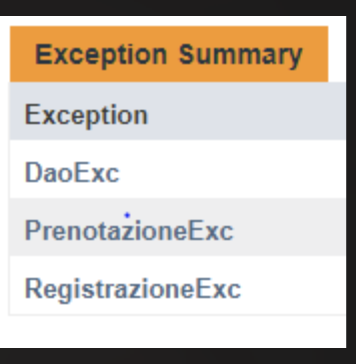 Exception Summary
Exception
DaoExc
PrenotazioneExc
RegistrazioneExc